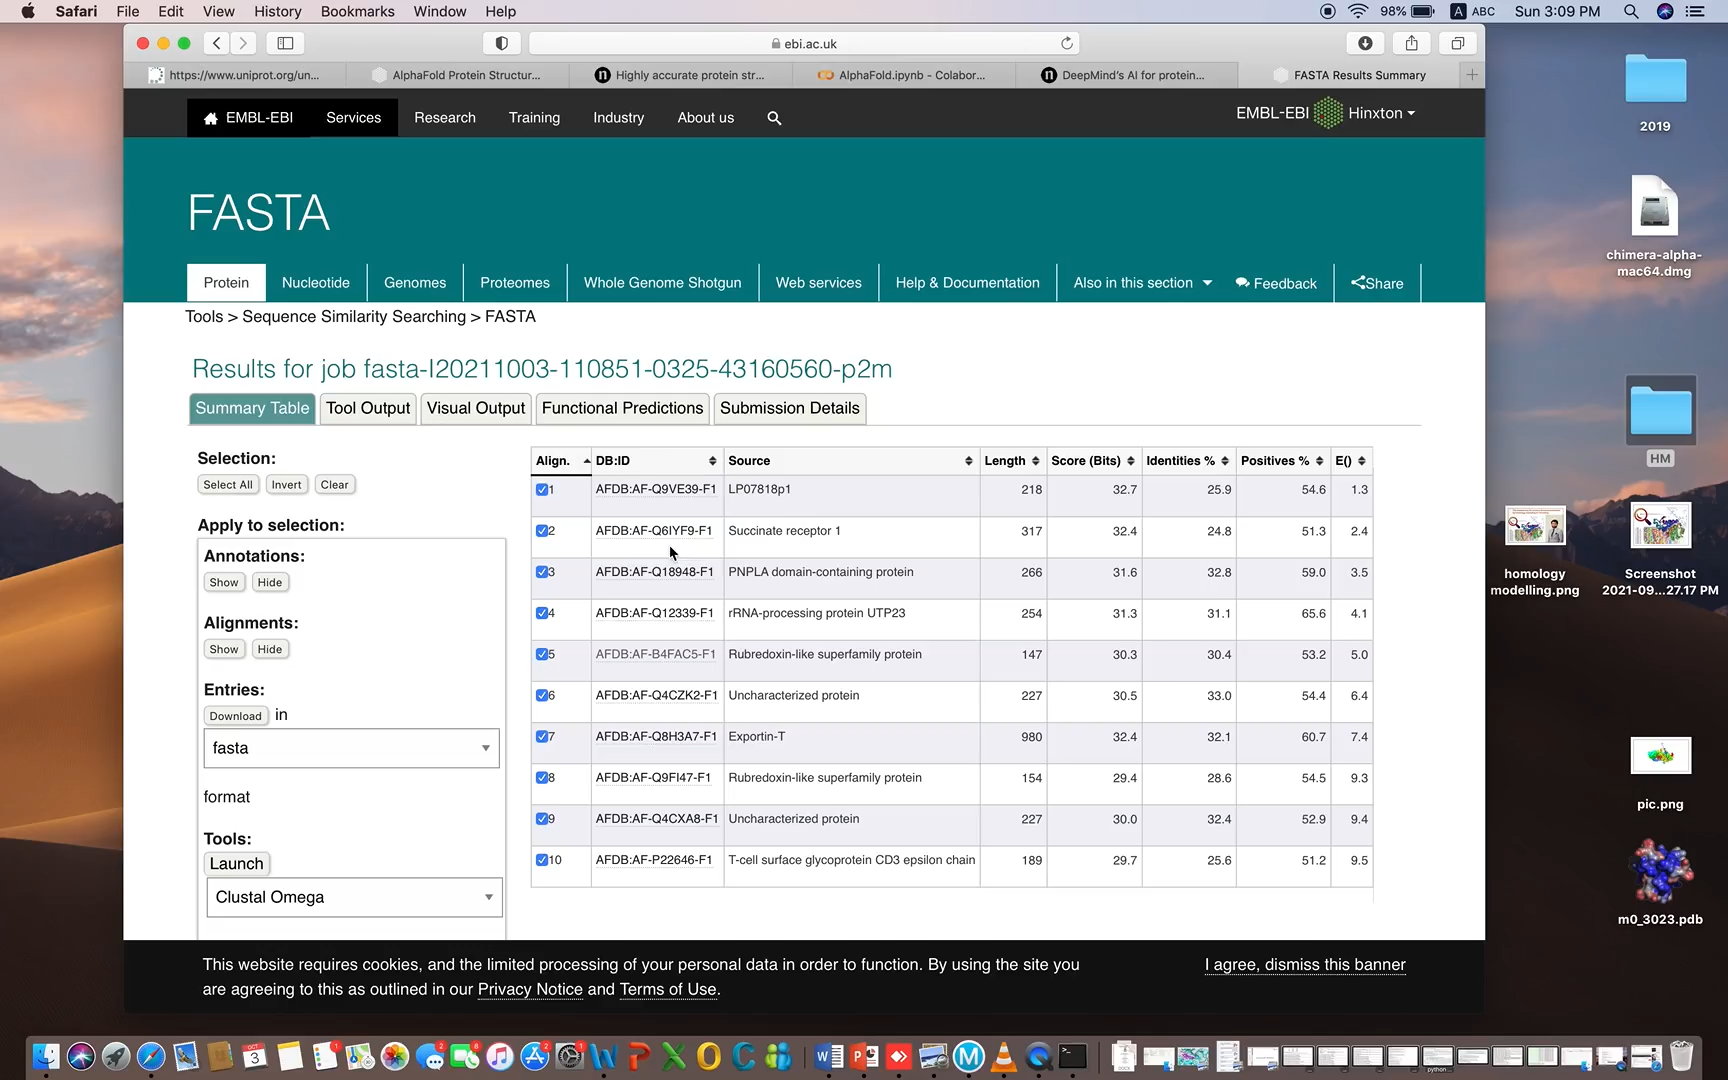 Safari File Edit View History Bookmarks Window Help
98% A ABC Sun 3:09 PM
ebi.ac.uk
https://www.uniprot.org/un... AlphaFold Protein Structur... Highly accurate protein str... AlphaFold.ipynb - Colabor... DeepMind's AI for protein... FASTA Results Summary
EMBL-EBI Services Research Training Industry About us
EMBL-EBI Hinxton
FASTA
Protein Nucleotide Genomes Proteomes Whole Genome Shotgun Web services Help & Documentation Also in this section Feedback Share
Tools > Sequence Similarity Searching > FASTA
Results for job fasta-I20211003-110851-0325-43160560-p2m
Summary Table Tool Output Visual Output Functional Predictions Submission Details
Selection:
Select All Invert Clear
Apply to selection:
Annotations:
Show Hide
Alignments:
Show Hide
Entries:
Download in
fasta
format
Tools:
Launch
Clustal Omega
Align. DB:ID Source Length Score (Bits) Identities % Positives % E()
1 AFDB:AF-Q9VE39-F1 LP07818p1 218 32.7 25.9 54.6 1.3
2 AFDB:AF-Q6IYF9-F1 Succinate receptor 1 317 32.4 24.8 51.3 2.4
3 AFDB:AF-Q18948-F1 PNPLA domain-containing protein 266 31.6 32.8 59.0 3.5
4 AFDB:AF-Q12339-F1 rRNA-processing protein UTP23 254 31.3 31.1 65.6 4.1
5 AFDB:AF-B4FAC5-F1 Rubredoxin-like superfamily protein 147 30.3 30.4 53.2 5.0
6 AFDB:AF-Q4CZK2-F1 Uncharacterized protein 227 30.5 33.0 54.4 6.4
7 AFDB:AF-Q8H3A7-F1 Exportin-T 980 32.4 32.1 60.7 7.4
8 AFDB:AF-Q9FI47-F1 Rubredoxin-like superfamily protein 154 29.4 28.6 54.5 9.3
9 AFDB:AF-Q4CXA8-F1 Uncharacterized protein 227 30.0 32.4 52.9 9.4
10 AFDB:AF-P22646-F1 T-cell surface glycoprotein CD3 epsilon chain 189 29.7 25.6 51.2 9.5
This website requires cookies, and the limited processing of your personal data in order to function. By using the site you
are agreeing to this as outlined in our Privacy Notice and Terms of Use.
I agree, dismiss this banner
2019
chimera-alpha-
mac64.dmg
HM
homology
modelling.png
Screenshot
2021-09...27.17 PM
pic.png
m0_3023.pdb